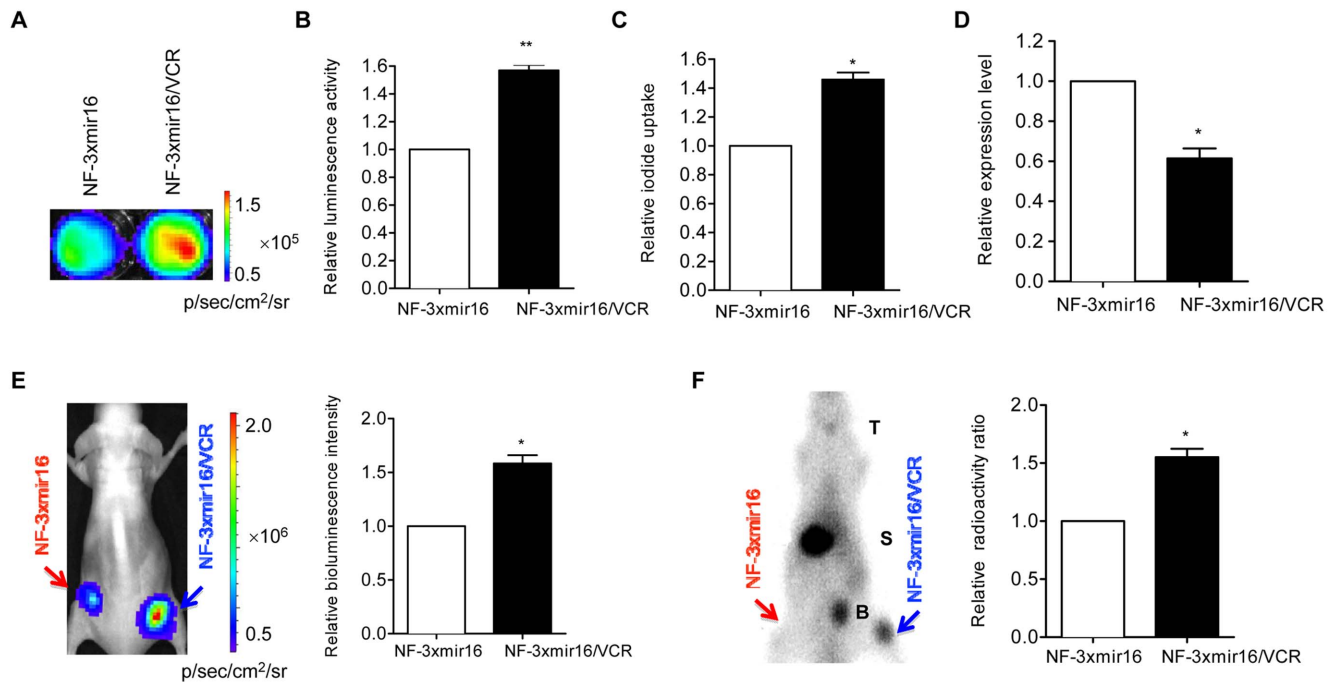 A
NF-3xmir16
NF-3xmir16/VCR
1.5
×10⁵
0.5
p/sec/cm²/sr
B
Relative luminescence activity
1.6
1.4
1.2
1.0
0.8
0.6
0.4
0.2
0.0
**
NF-3xmir16
NF-3xmir16/VCR
C
Relative iodide uptake
1.6
1.4
1.2
1.0
0.8
0.6
0.4
0.2
0.0
*
NF-3xmir16
NF-3xmir16/VCR
D
Relative expression level
1.2
1.0
0.8
0.6
0.4
0.2
0.0
*
NF-3xmir16
NF-3xmir16/VCR
E
NF-3xmir16
NF-3xmir16/VCR
2.0
×10⁶
0.5
p/sec/cm²/sr
Relative bioluminescence intensity
2.0
1.5
1.0
0.5
0.0
*
NF-3xmir16
NF-3xmir16/VCR
F
NF-3xmir16
T
S
B
NF-3xmir16/VCR
Relative radioactivity ratio
2.0
1.5
1.0
0.5
0.0
*
NF-3xmir16
NF-3xmir16/VCR